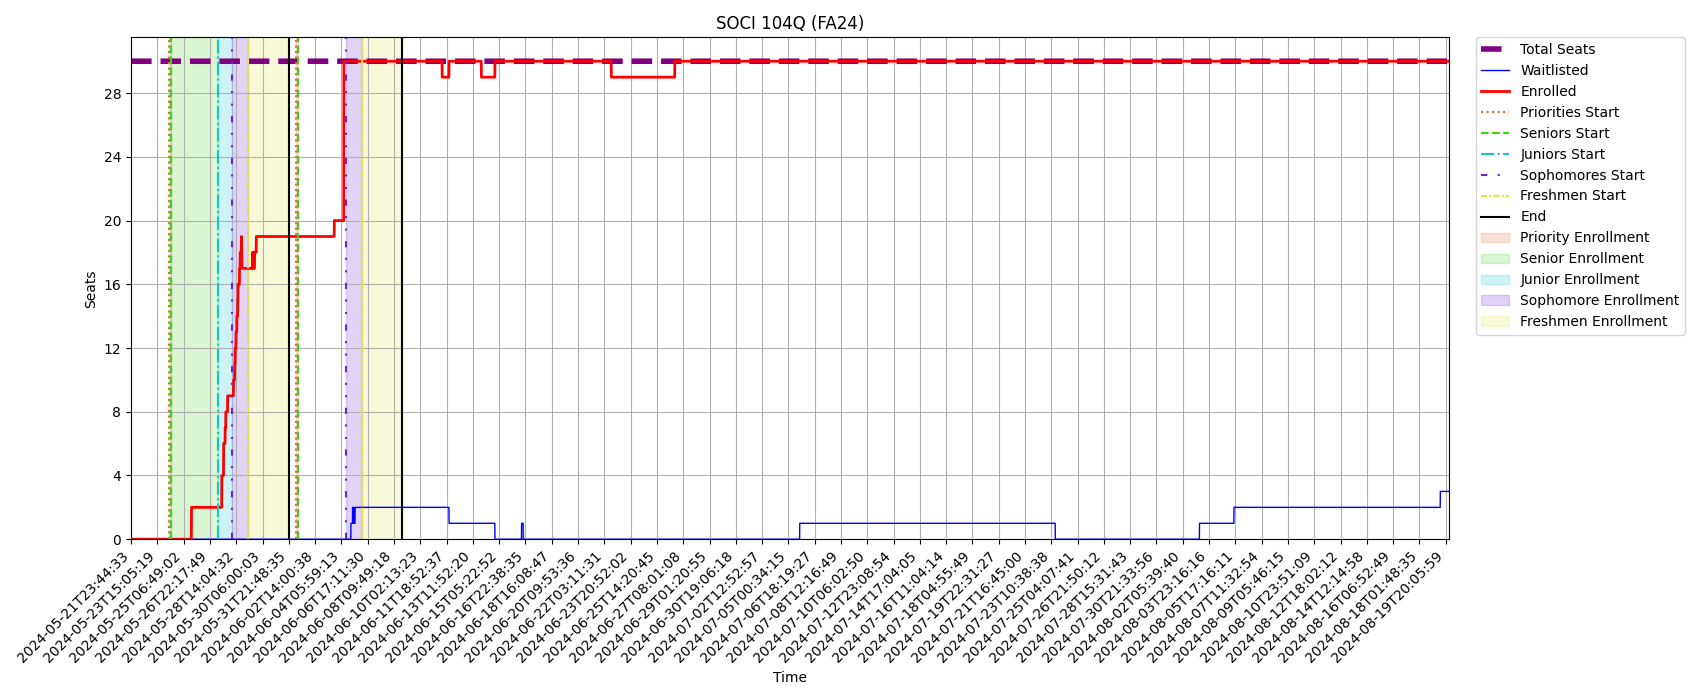 SOCI 104Q (FA24)
Total Seats
Waitlisted
Enrolled
Priorities Start
Seniors Start
Juniors Start
Sophomores Start
Freshmen Start
End
Priority Enrollment
Senior Enrollment
Junior Enrollment
Sophomore Enrollment
Freshmen Enrollment
Seats
28
24
20
16
12
8
4
0
2024-05-21T23:44:33
2024-05-23T15:05:19
2024-05-25T06:49:02
2024-05-26T22:17:49
2024-05-28T14:04:32
2024-05-30T06:00:03
2024-05-31T21:48:35
2024-06-02T14:00:38
2024-06-04T05:59:13
2024-06-06T17:11:30
2024-06-08T09:49:18
2024-06-10T02:13:23
2024-06-11T18:52:37
2024-06-13T11:52:20
2024-06-15T05:22:52
2024-06-16T22:38:35
2024-06-18T16:08:47
2024-06-20T09:53:36
2024-06-22T03:11:31
2024-06-23T20:52:02
2024-06-25T14:20:45
2024-06-27T08:01:08
2024-06-29T01:20:55
2024-06-30T19:06:18
2024-07-02T12:52:57
2024-07-05T00:34:15
2024-07-06T18:19:27
2024-07-08T12:16:49
2024-07-10T06:02:50
2024-07-12T23:08:54
2024-07-14T17:04:05
2024-07-16T11:04:14
2024-07-18T04:55:49
2024-07-19T22:31:27
2024-07-21T16:45:00
2024-07-23T10:38:38
2024-07-25T04:07:41
2024-07-26T21:50:12
2024-07-28T15:31:43
2024-07-30T21:33:56
2024-08-02T05:39:40
2024-08-03T23:16:16
2024-08-05T17:16:11
2024-08-07T11:32:54
2024-08-09T05:46:15
2024-08-10T23:51:09
2024-08-12T18:02:12
2024-08-14T12:14:58
2024-08-16T06:52:49
2024-08-18T01:48:35
2024-08-19T20:05:59
Time